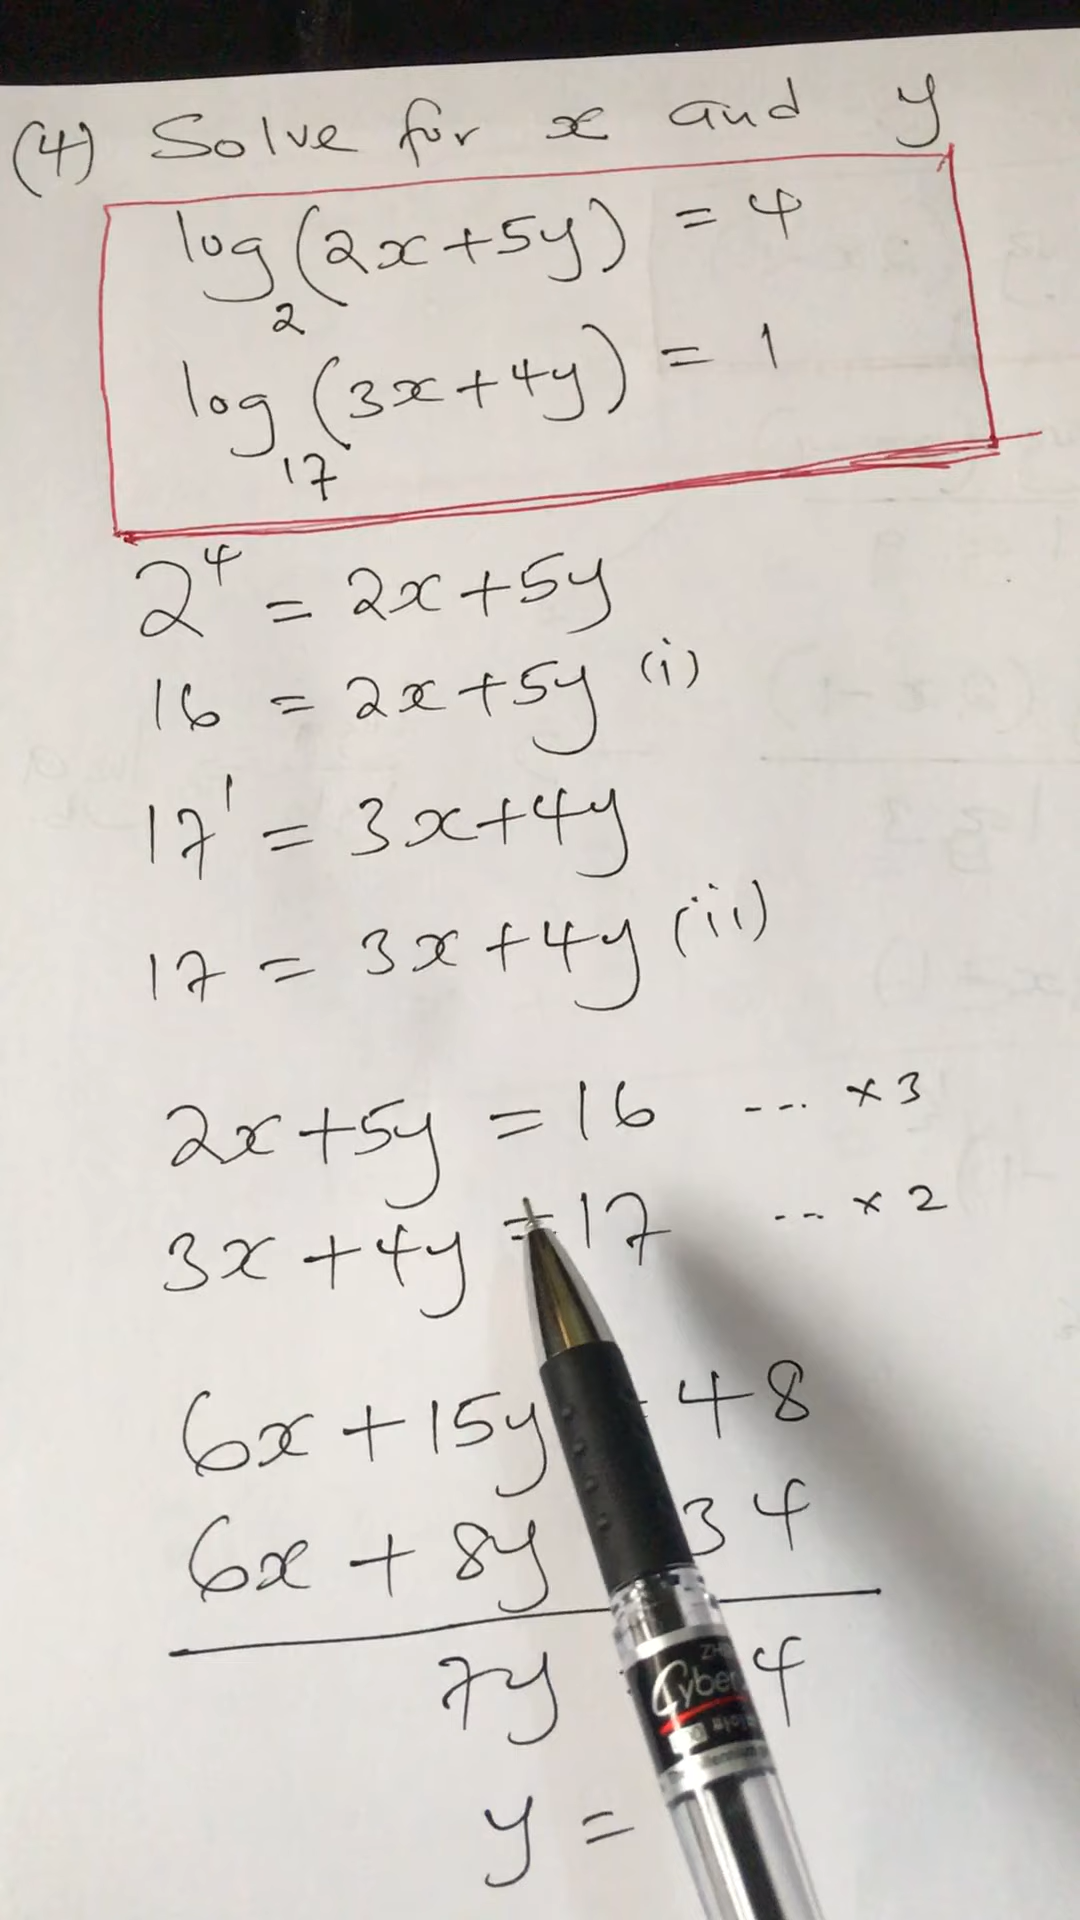 (4) Solve for x and y
log₂(2x+5y) = 4
log₁₇(3x+4y) = 1
2⁴ = 2x+5y
16 = 2x+5y (i)
17¹ = 3x+4y
17 = 3x+4y (ii)
2x+5y = 16 --- ×3
3x+4y = 17 --- ×2
6x+15y 48
6x+8y 34
7y 4
y =
Cyber